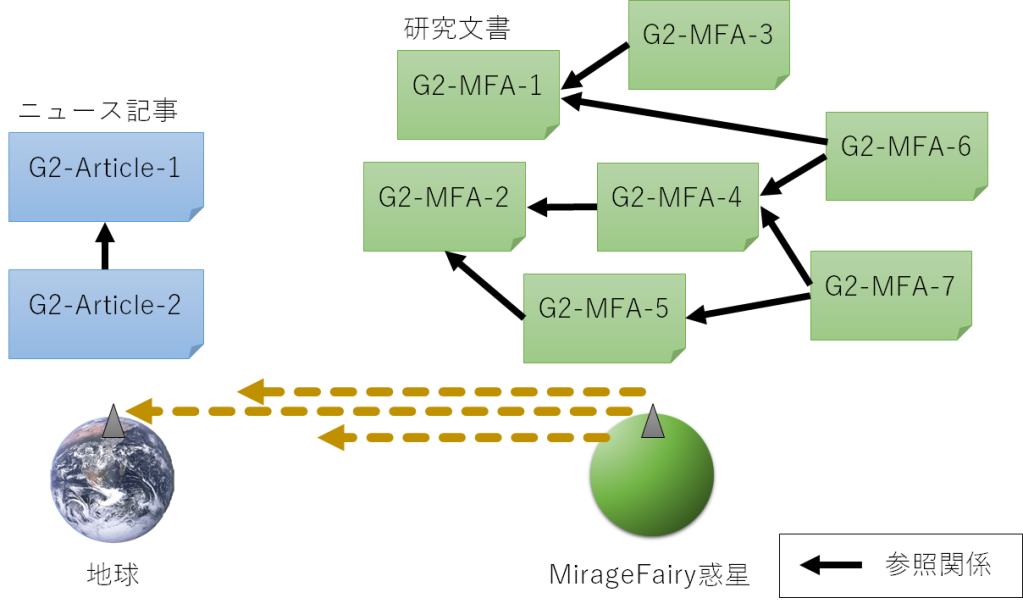 研究文書
G2-MFA-3
G2-MFA-1
ニュース記事
G2-Article-1
G2-MFA-6
G2-MFA-2
G2-MFA-4
G2-Article-2
G2-MFA-5
G2-MFA-7
地球
MirageFairy惑星
参照関係